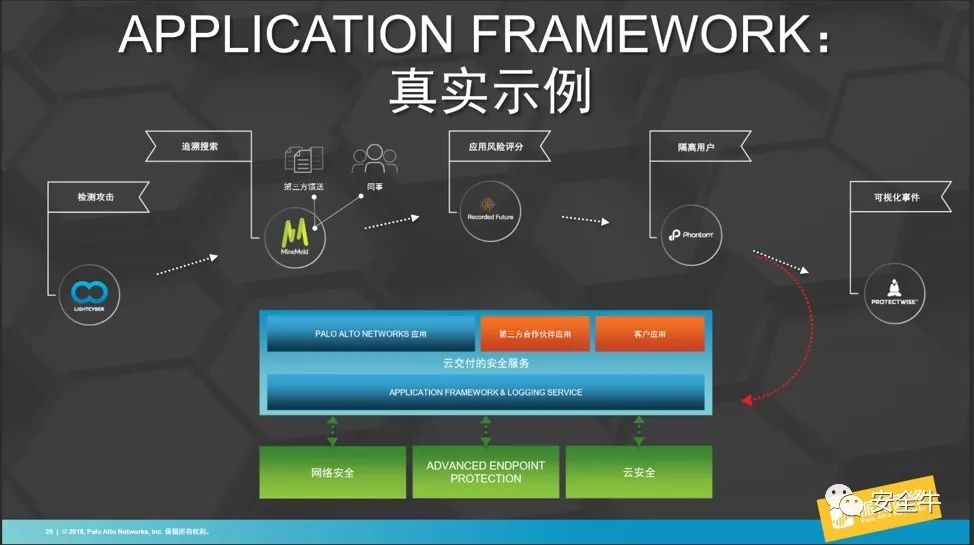 APPLICATION FRAMEWORK:
真实示例
追溯搜索
应用风险评分
隔离用户
第三方馈送
同事
检测攻击
可视化事件
MineMeld
Recorded Future
Phantom
LIGHTCYBER
PROTECTWISE™
PALO ALTO NETWORKS 应用
第三方合作伙伴应用
客户应用
云交付的安全服务
APPLICATION FRAMEWORK & LOGGING SERVICE
网络安全
ADVANCED ENDPOINT
PROTECTION
云安全
安全牛
25 | © 2018, Palo Alto Networks, Inc. 保留所有权利。